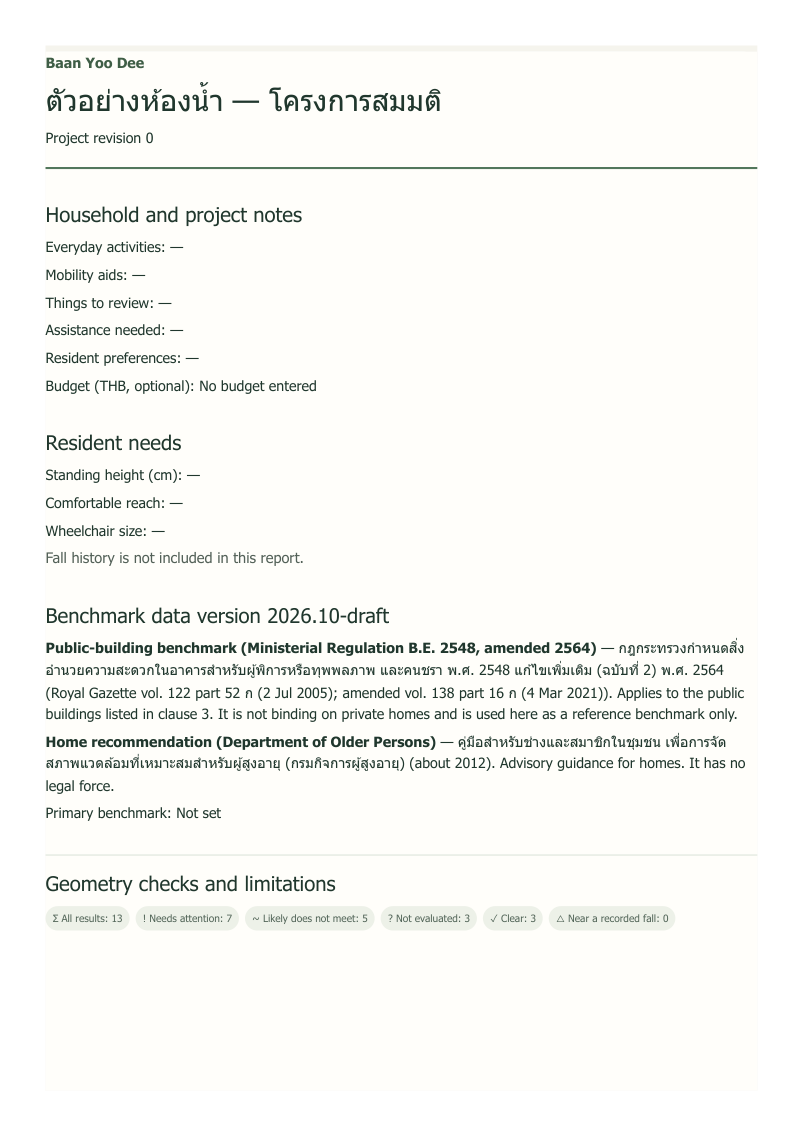 Baan Yoo Dee
ตัวอย่างห้องน้ำ — โครงการสมมติ
Project revision 0
Household and project notes
Everyday activities: —
Mobility aids: —
Things to review: —
Assistance needed: —
Resident preferences: —
Budget (THB, optional): No budget entered
Resident needs
Standing height (cm): —
Comfortable reach: —
Wheelchair size: —
Fall history is not included in this report.
Benchmark data version 2026.10-draft
Public-building benchmark (Ministerial Regulation B.E. 2548, amended 2564) — กฎกระทรวงกำหนดสิ่ง
อำนวยความสะดวกในอาคารสำหรับผู้พิการหรือทุพพลภาพ และคนชรา พ.ศ. 2548 แก้ไขเพิ่มเติม (ฉบับที่ 2) พ.ศ. 2564
(Royal Gazette vol. 122 part 52 ก (2 Jul 2005); amended vol. 138 part 16 ก (4 Mar 2021)). Applies to the public
buildings listed in clause 3. It is not binding on private homes and is used here as a reference benchmark only.
Home recommendation (Department of Older Persons) — คู่มือสำหรับช่างและสมาชิกในชุมชน เพื่อการจัด
สภาพแวดล้อมที่เหมาะสมสำหรับผู้สูงอายุ (กรมกิจการผู้สูงอายุ) (about 2012). Advisory guidance for homes. It has no
legal force.
Primary benchmark: Not set
Geometry checks and limitations
Σ All results: 13 ! Needs attention: 7 ~ Likely does not meet: 5 ? Not evaluated: 3 ✓ Clear: 3 △ Near a recorded fall: 0